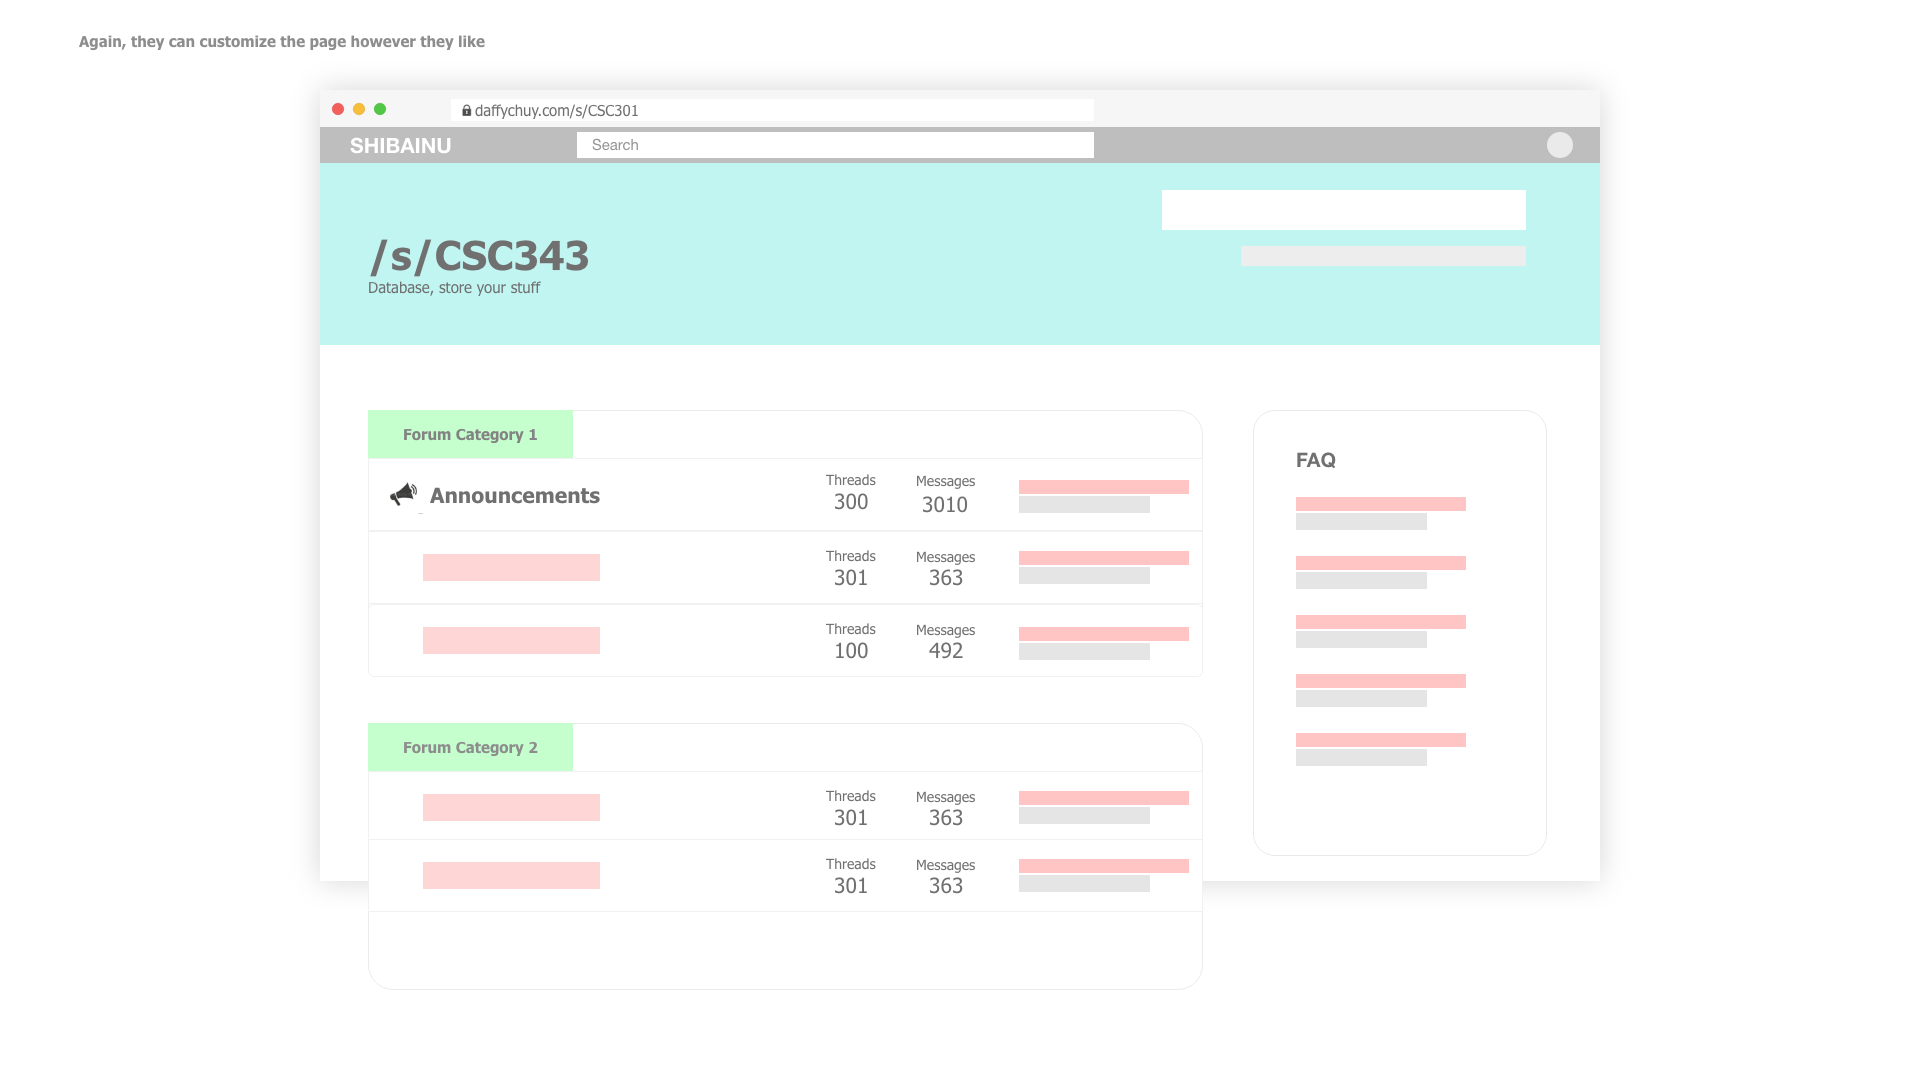 Again, they can customize the page however they like
daffychuy.com/s/CSC301
SHIBAINU
Search
/s/CSC343
Database, store your stuff
Forum Category 1
Announcements
Threads
300
Messages
3010
Threads
301
Messages
363
Threads
100
Messages
492
Forum Category 2
Threads
301
Messages
363
Threads
301
Messages
363
FAQ